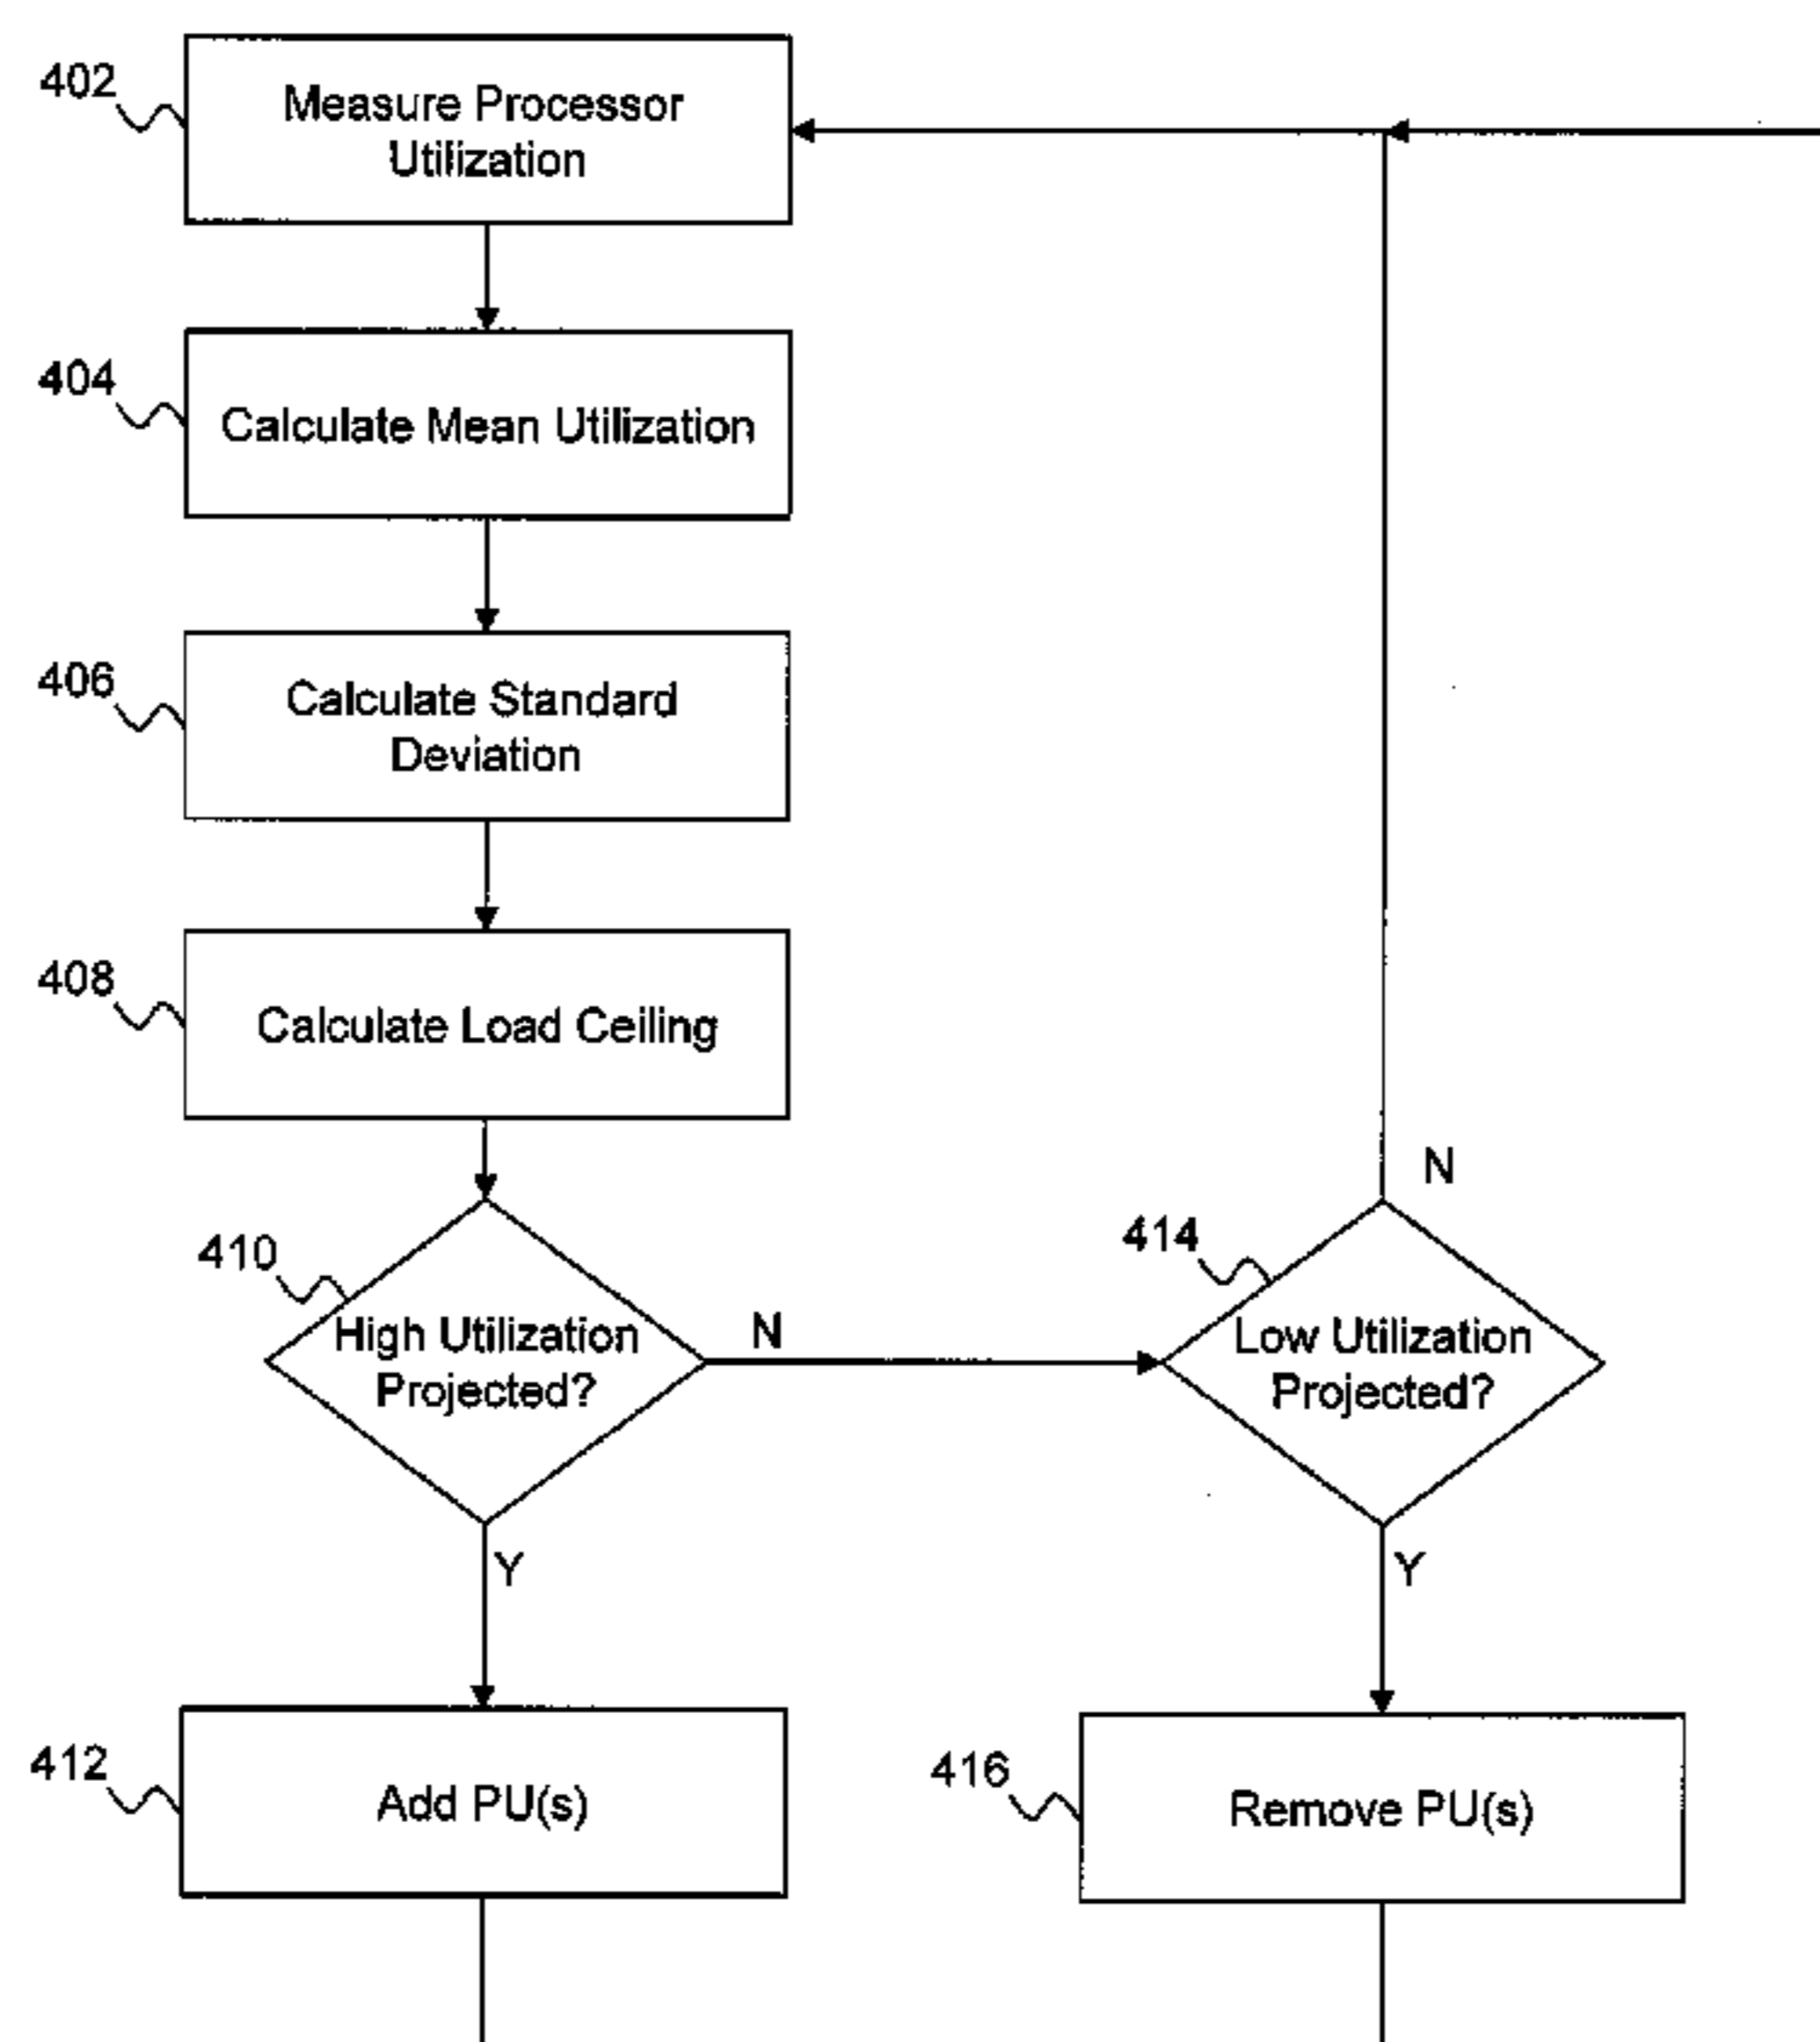 402
Measure Processor
Utilization
404
Calculate Mean Utilization
406
Calculate Standard
Deviation
408
Calculate Load Ceiling
N
410
414
High Utilization
Projected?
N
Low Utilization
Projected?
Y
Y
412
Add PU(s)
416
Remove PU(s)